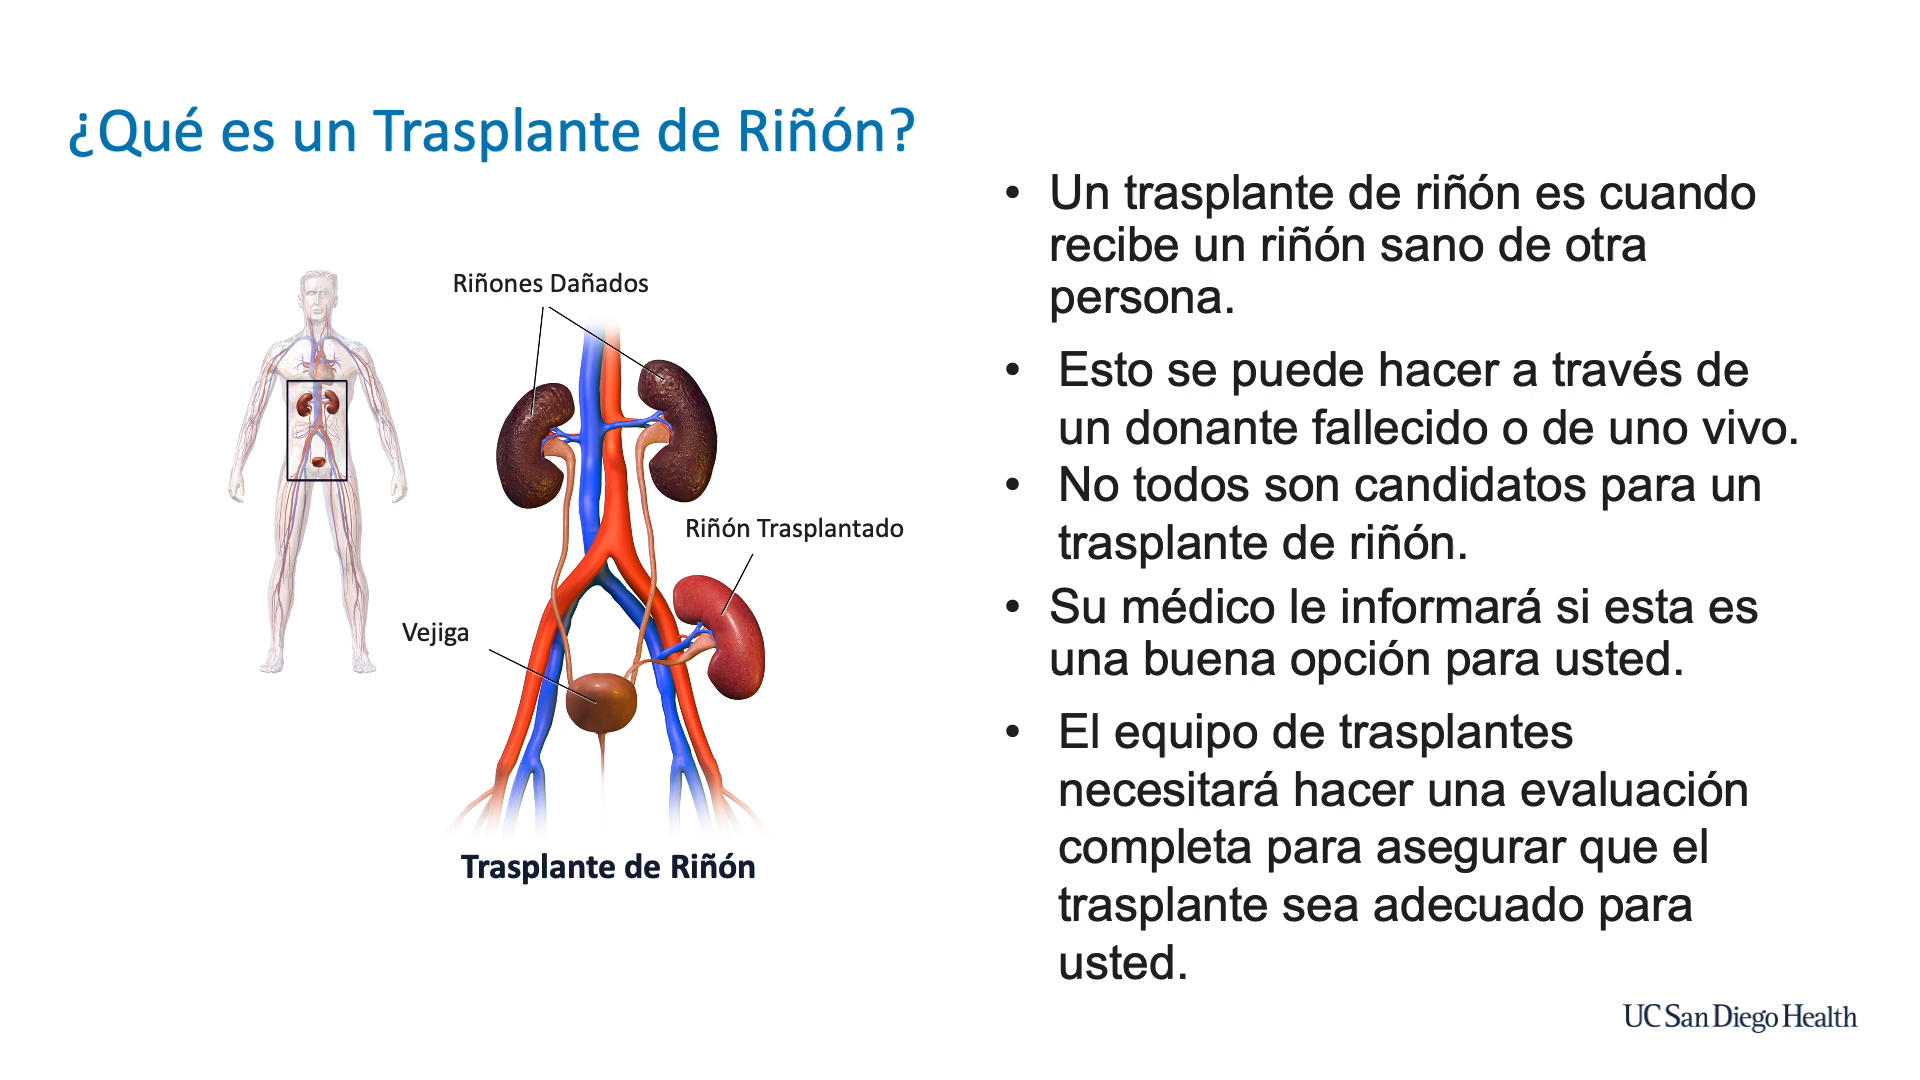 ¿Qué es un Trasplante de Riñón?
Riñones Dañados
Riñón Trasplantado
Vejiga
Trasplante de Riñón
• Un trasplante de riñón es cuando
recibe un riñón sano de otra
persona.
• Esto se puede hacer a través de
un donante fallecido o de uno vivo.
• No todos son candidatos para un
trasplante de riñón.
• Su médico le informará si esta es
una buena opción para usted.
• El equipo de trasplantes
necesitará hacer una evaluación
completa para asegurar que el
trasplante sea adecuado para
usted.
UC San Diego Health